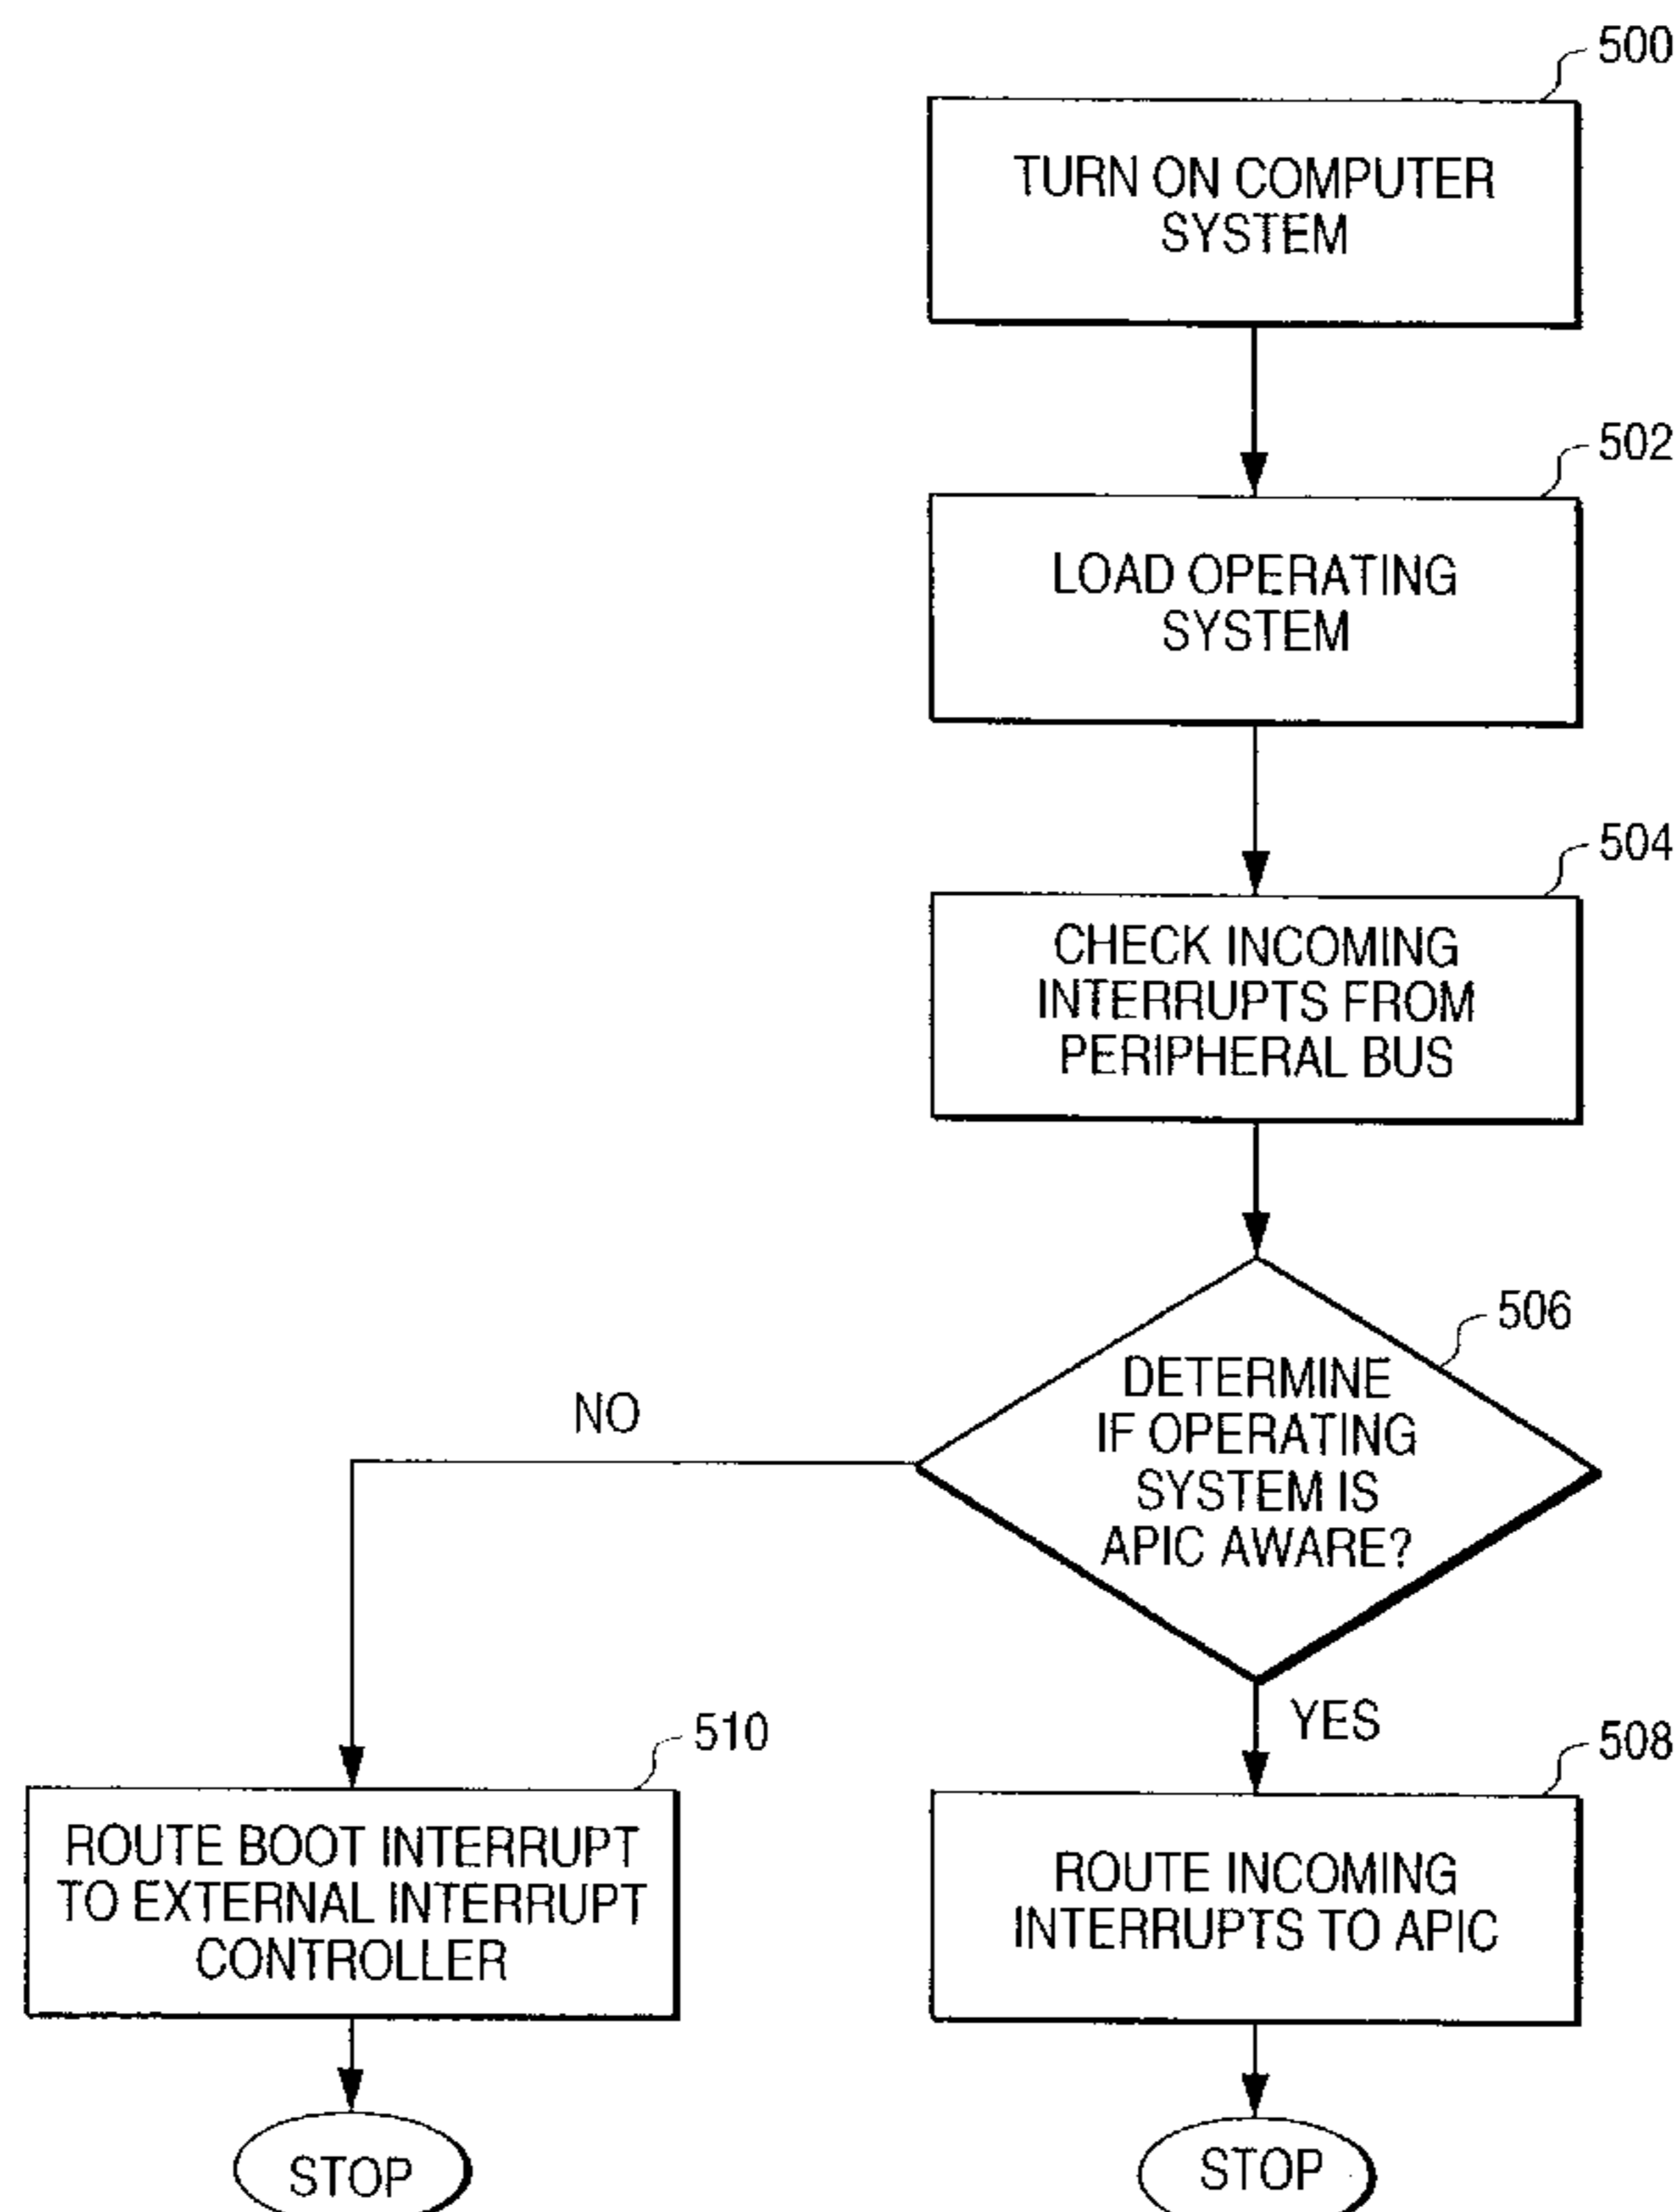 500
TURN ON COMPUTER
SYSTEM
502
LOAD OPERATING
SYSTEM
504
CHECK INCOMING
INTERRUPTS FROM
PERIPHERAL BUS
506
DETERMINE
IF OPERATING
SYSTEM IS
APIC AWARE?
NO
YES
510
ROUTE BOOT INTERRUPT
TO EXTERNAL INTERRUPT
CONTROLLER
STOP
508
ROUTE INCOMING
INTERRUPTS TO APIC
STOP